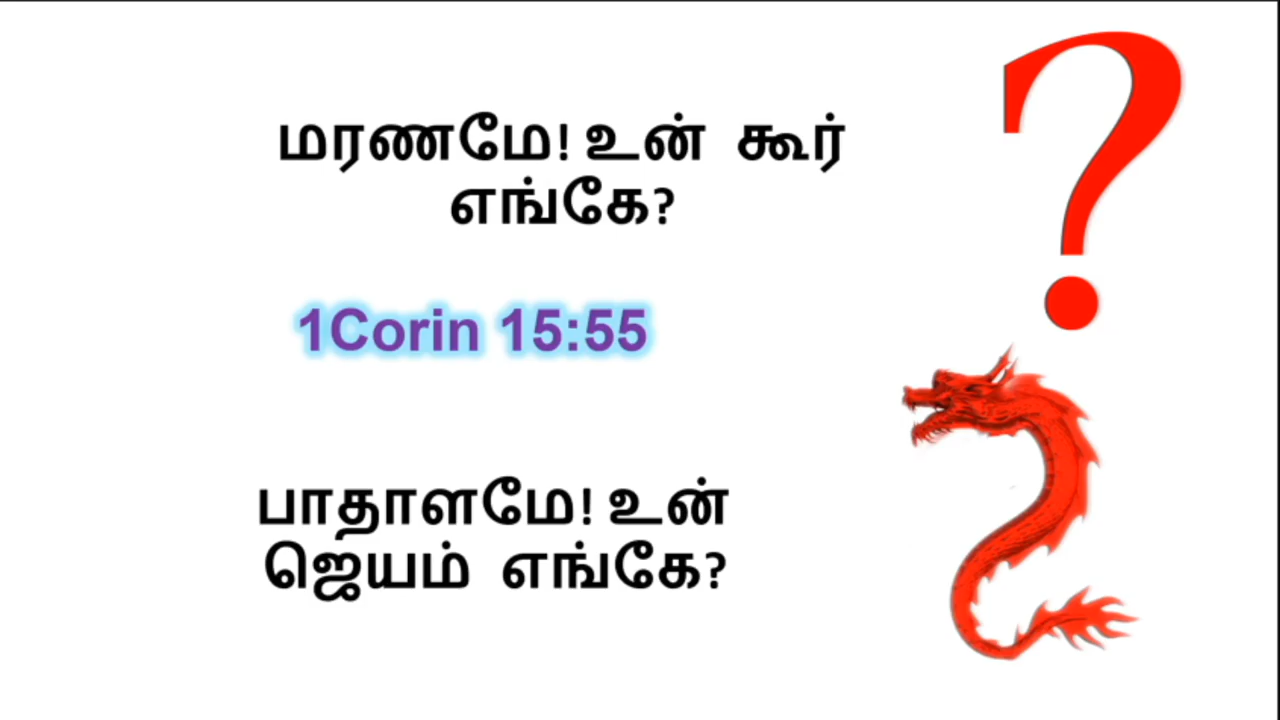 மரணமே! உன் கூர்
எங்கே?
1Corin 15:55
பாதாளமே! உன்
ஜெயம் எங்கே?
?